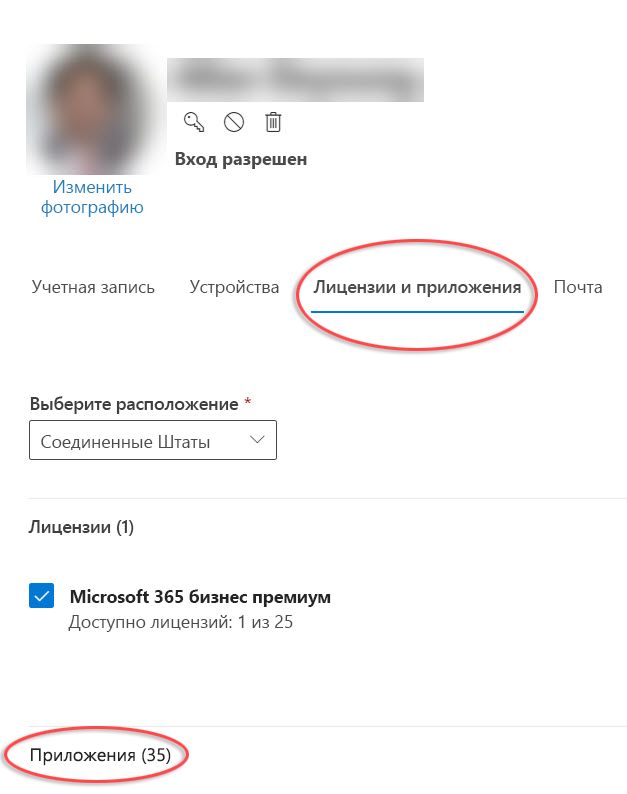 Вход разрешен
Изменить
фотографию
Учетная запись
Устройства
Лицензии и приложения
Почта
Выберите расположение *
Соединенные Штаты
Лицензии (1)
Microsoft 365 бизнес премиум
Доступно лицензий: 1 из 25
Приложения (35)